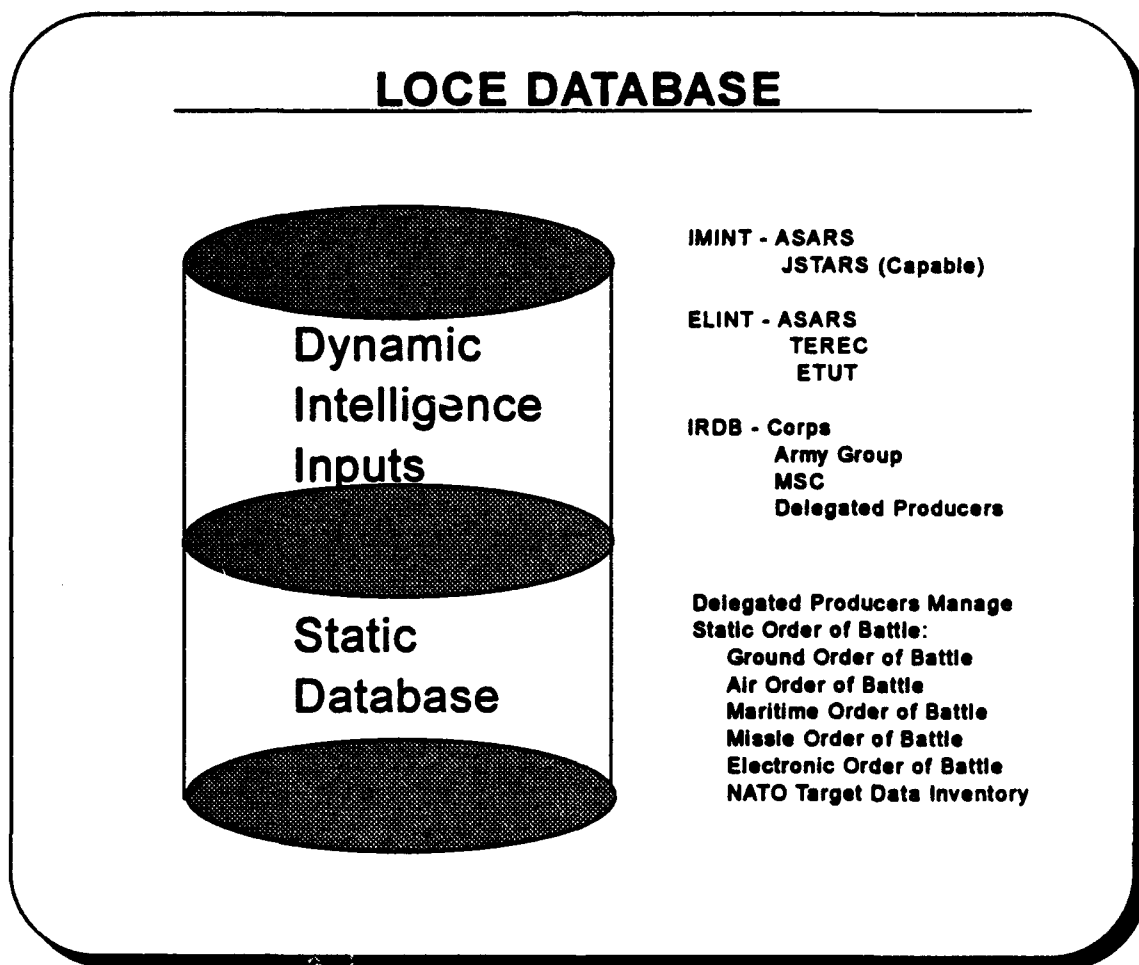 LOCE DATABASE
Dynamic
Intelligence
Inputs
Static
Database
IMINT - ASARS
JSTARS (Capable)
ELINT - ASARS
TEREC
ETUT
IRDB - Corps
Army Group
MSC
Delegated Producers
Delegated Producers Manage
Static Order of Battle:
Ground Order of Battle
Air Order of Battle
Maritime Order of Battle
Missle Order of Battle
Electronic Order of Battle
NATO Target Data Inventory